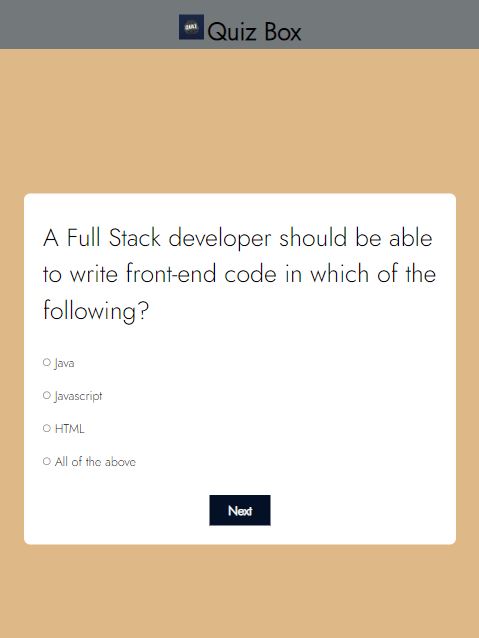 QUIZ
Quiz Box
A Full Stack developer should be able
to write front-end code in which of the
following?
Java
Javascript
HTML
All of the above
Next